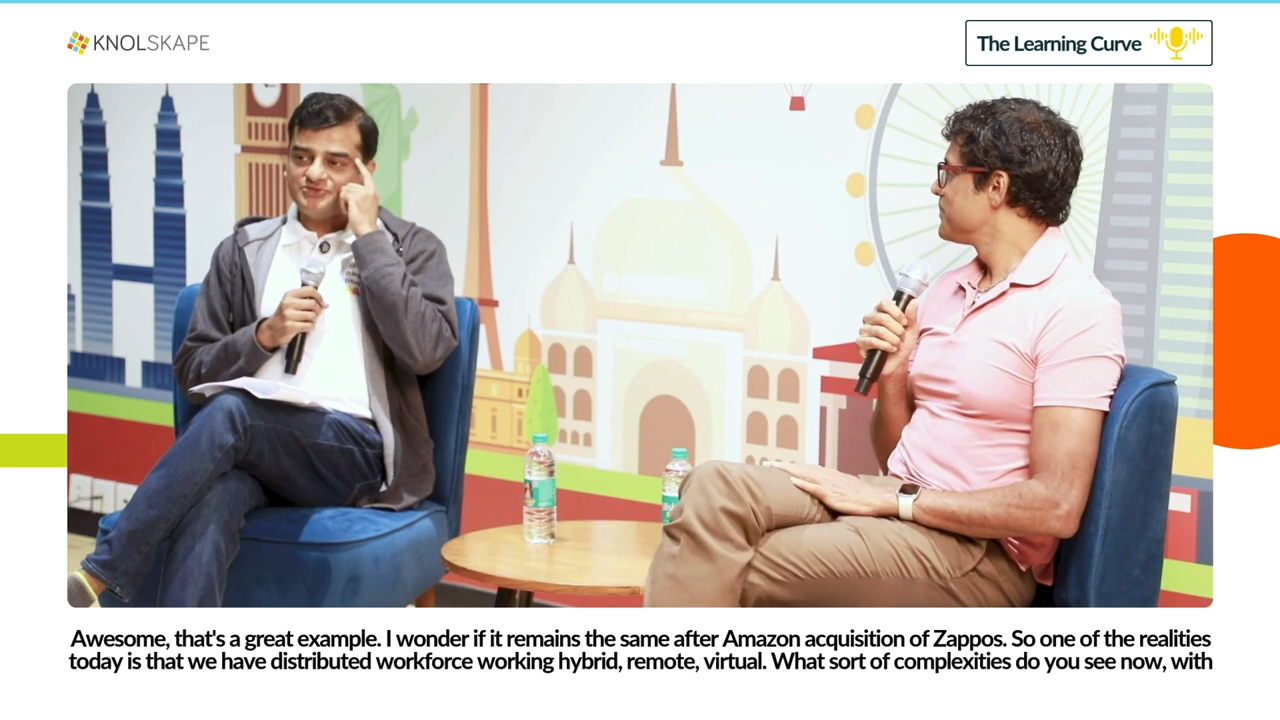 KNOLSKAPE
The Learning Curve
Awesome, that's a great example. I wonder if it remains the same after Amazon acquisition of Zappos. So one of the realities
today is that we have distributed workforce working hybrid, remote, virtual. What sort of complexities do you see now, with